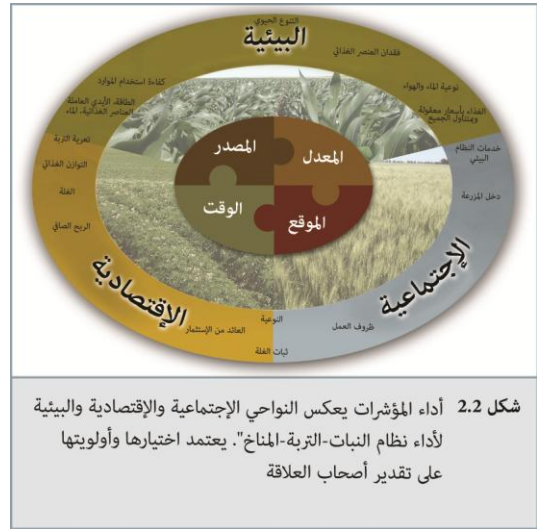 التنوع الحيوي
البيئية
فقدان العنصر الغذائي
كفاءة استخدام الموارد
نوعية الماء والهواء
الطاقة، الأيدي العاملة
العناصر الغذائية، الماء
الغذاء بأسعار معقولة
ومتناول الجميع
تعرية التربة
خدمات النظام
البيئي
التوازن الغذائي
الغلة
دخل المزرعة
الربح الصافي
المصدر
المعدل
الوقت
الموقع
الإقتصادية
الإجتماعية
النوعية
العائد من الإستثمار
ظروف العمل
ثبات الغلة
شكل 2.2 أداء المؤشرات يعكس النواحي الإجتماعية والإقتصادية والبيئية
لأداء نظام النبات-التربة-المناخ". يعتمد اختيارها وأولويتها
على تقدير أصحاب العلاقة